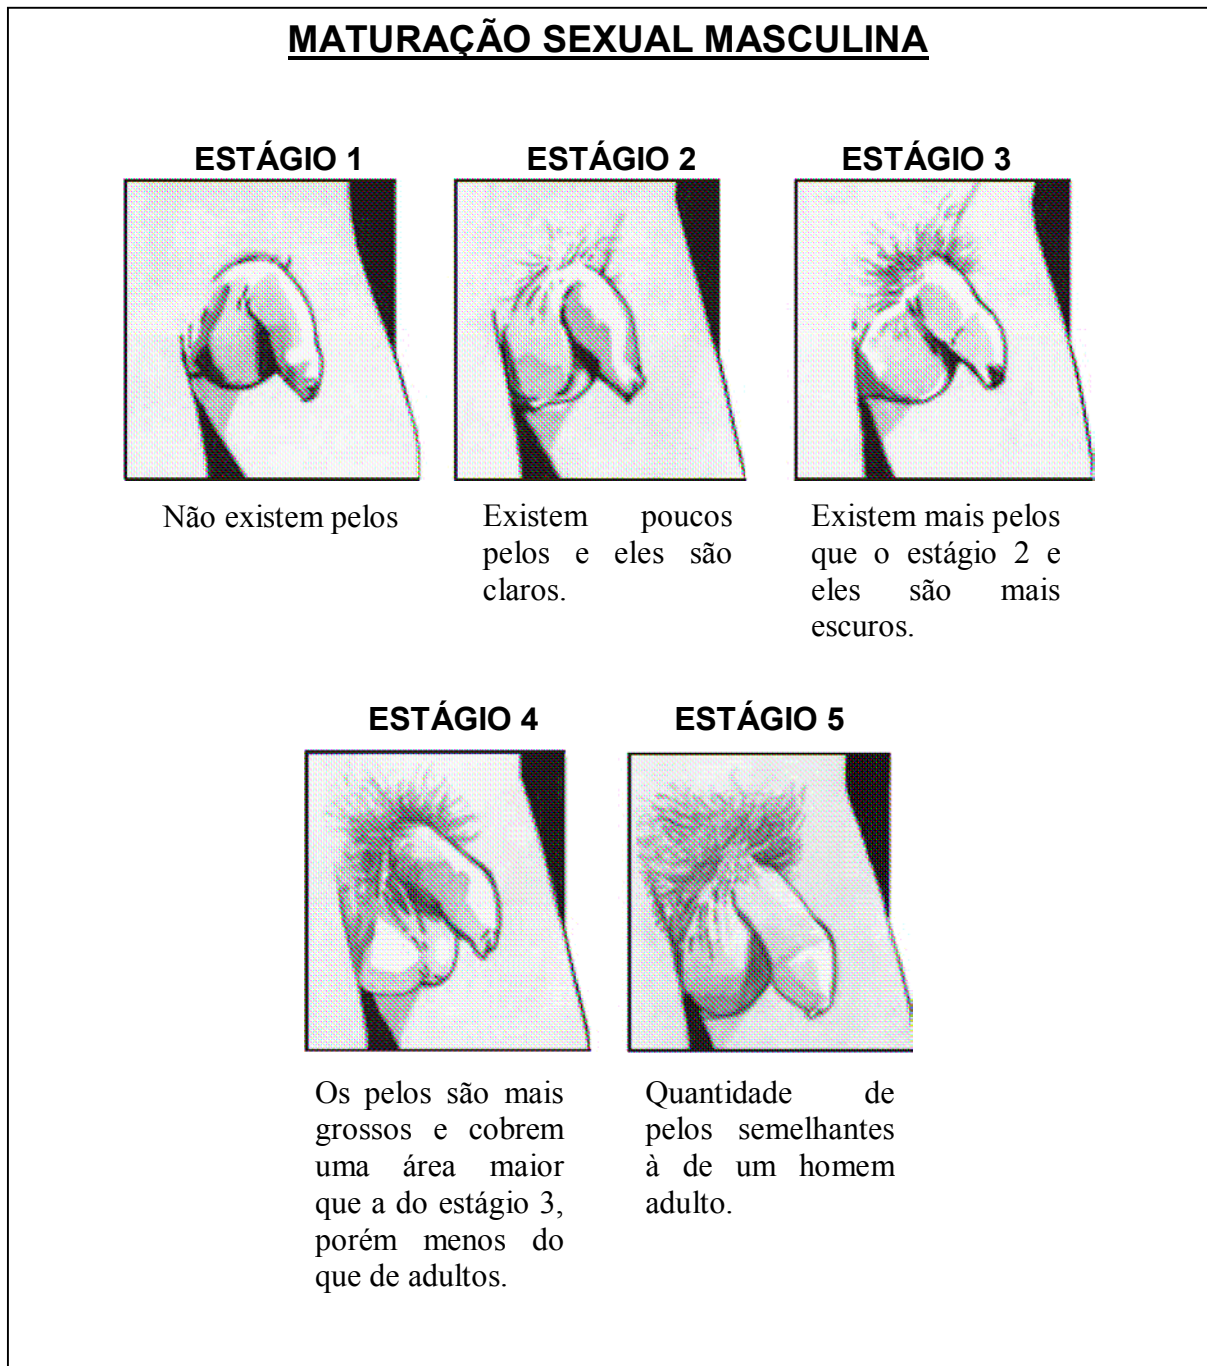 MATURAÇÃO SEXUAL MASCULINA
ESTÁGIO 1
ESTÁGIO 2
ESTÁGIO 3
Não existem pelos
Existem poucos
pelos e eles são
claros.
Existem mais pelos
que o estágio 2 e
eles são mais
escuros.
ESTÁGIO 4
ESTÁGIO 5
Os pelos são mais
grossos e cobrem
uma área maior
que a do estágio 3,
porém menos do
que de adultos.
Quantidade de
pelos semelhantes
à de um homem
adulto.